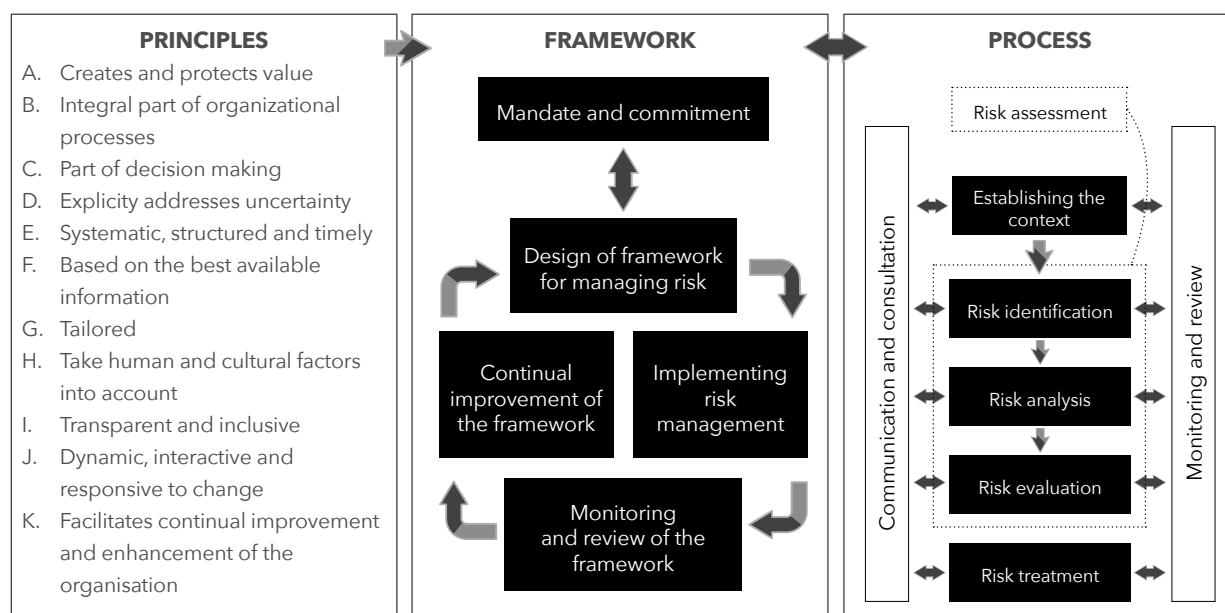 PRINCIPLES
A. Creates and protects value
B. Integral part of organizational
processes
C. Part of decision making
D. Explicity addresses uncertainty
E. Systematic, structured and timely
F. Based on the best available
information
G. Tailored
H. Take human and cultural factors
into account
I. Transparent and inclusive
J. Dynamic, interactive and
responsive to change
K. Facilitates continual improvement
and enhancement of the
organisation
FRAMEWORK
Mandate and commitment
Design of framework
for managing risk
Continual
improvement of
the framework
Implementing
risk
management
Monitoring
and review of the
framework
PROCESS
Risk assessment
Communication and consultation
Establishing the
context
Risk identification
Risk analysis
Risk evaluation
Risk treatment
Monitoring and review